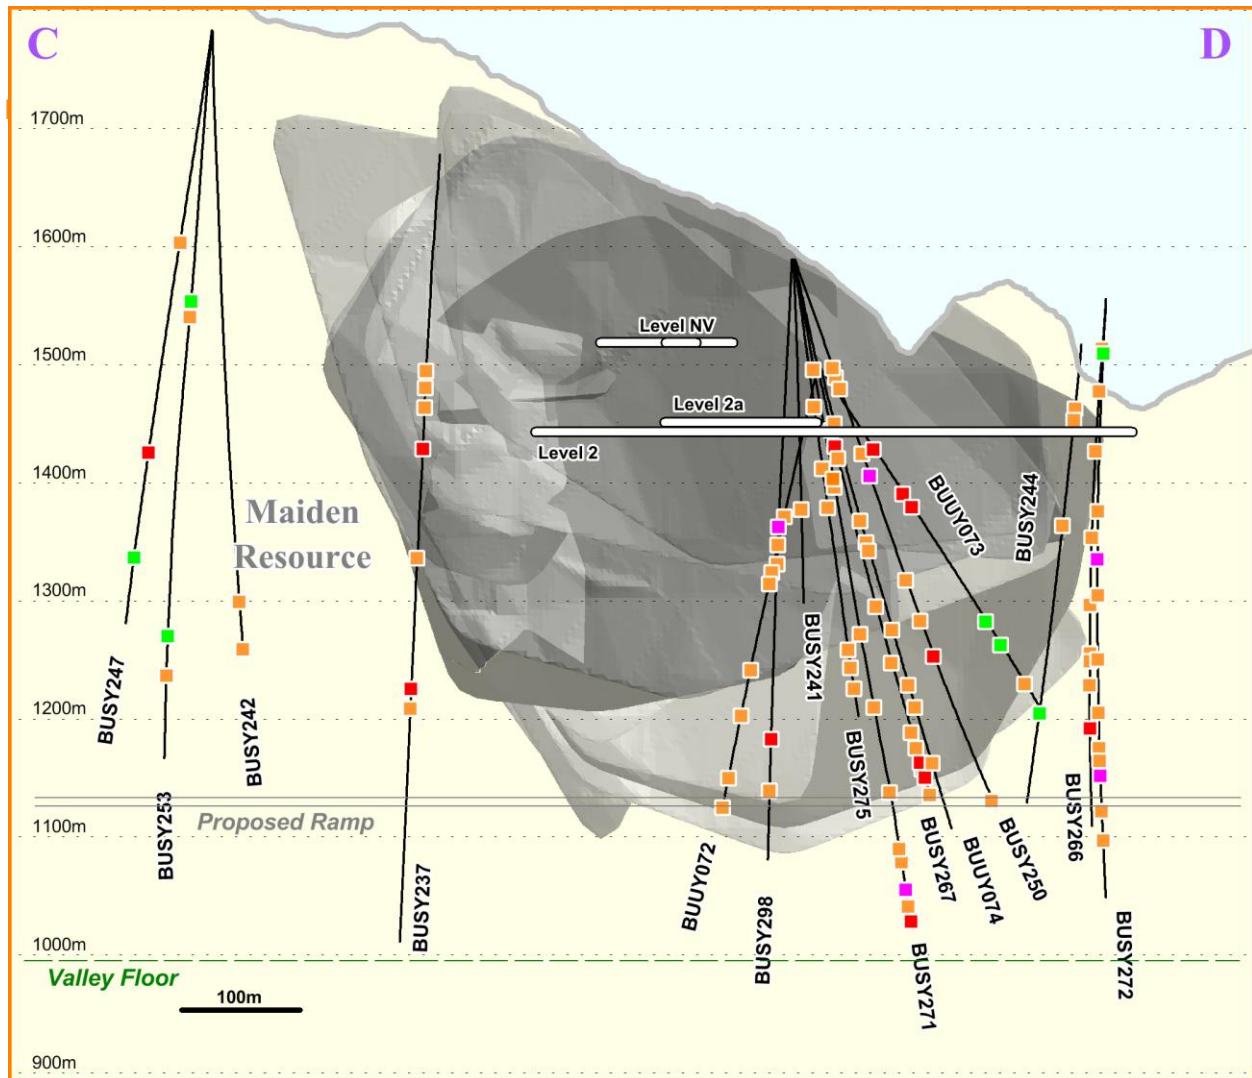 C
D
1700m
1600m
1500m
1400m
1300m
1200m
1100m
1000m
900m
Level NV
Level 2a
Level 2
Maiden
Resource
BUUY073
BUSY244
BUSY241
BUSY247
BUSY242
BUSY253
BUSY275
BUSY266
Proposed Ramp
BUSY237
BUUY072
BUSY298
BUSY267
BUUY074
BUSY250
BUSY271
BUSY272
Valley Floor
100m